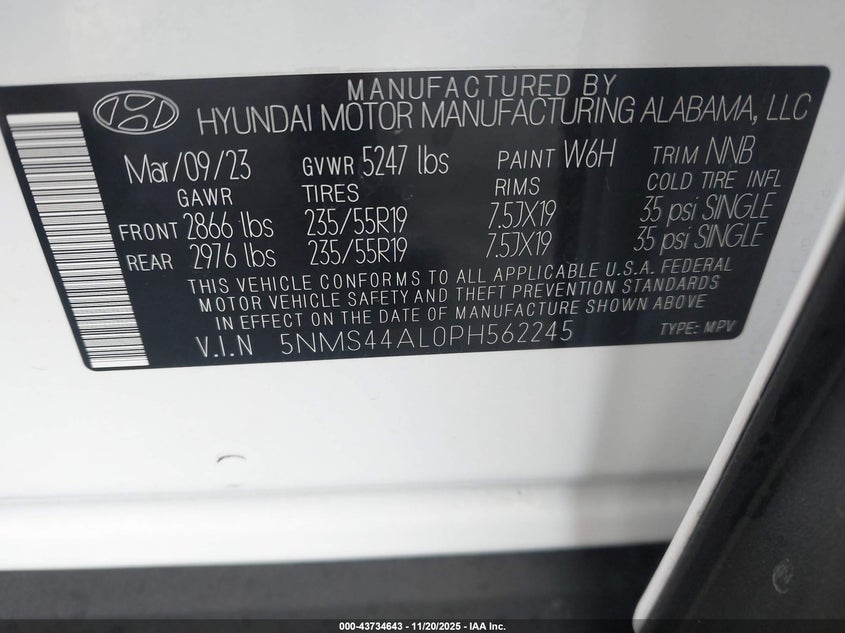 MANUFACTURED BY
HYUNDAI MOTOR MANUFACTURING ALABAMA, LLC
Mar/09/23 GVWR 5247 lbs PAINT W6H TRIM NNB
GAWR TIRES RIMS COLD TIRE INFL
FRONT 2866 lbs 235/55R19 7.5JX19 35 psi SINGLE
REAR 2976 lbs 235/55R19 7.5JX19 35 psi SINGLE
THIS VEHICLE CONFORMS TO ALL APPLICABLE U.S.A. FEDERAL
MOTOR VEHICLE SAFETY AND THEFT PREVENTION STANDARDS
IN EFFECT ON THE DATE OF MANUFACTURE SHOWN ABOVE
V.I.N 5NMS44AL0PH562245 TYPE: MPV
000-43734643 - 11/20/2025 - IAA Inc.